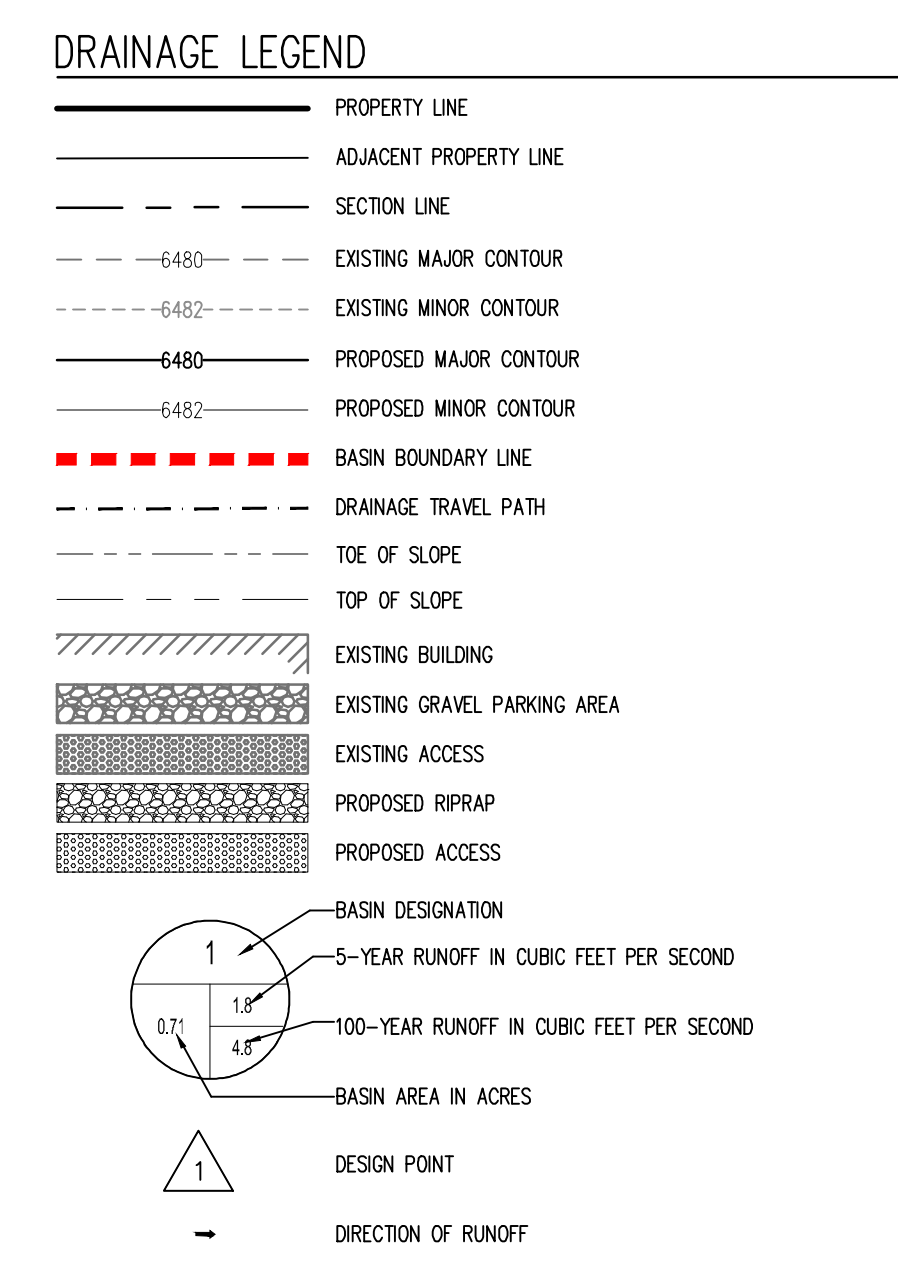 DRAINAGE LEGEND
PROPERTY LINE
ADJACENT PROPERTY LINE
SECTION LINE
6480 EXISTING MAJOR CONTOUR
6482 EXISTING MINOR CONTOUR
6480 PROPOSED MAJOR CONTOUR
6482 PROPOSED MINOR CONTOUR
BASIN BOUNDARY LINE
DRAINAGE TRAVEL PATH
TOE OF SLOPE
TOP OF SLOPE
EXISTING BUILDING
EXISTING GRAVEL PARKING AREA
EXISTING ACCESS
PROPOSED RIPRAP
PROPOSED ACCESS
BASIN DESIGNATION
1
5-YEAR RUNOFF IN CUBIC FEET PER SECOND
1.8
0.71
100-YEAR RUNOFF IN CUBIC FEET PER SECOND
4.8
BASIN AREA IN ACRES
1 DESIGN POINT
DIRECTION OF RUNOFF